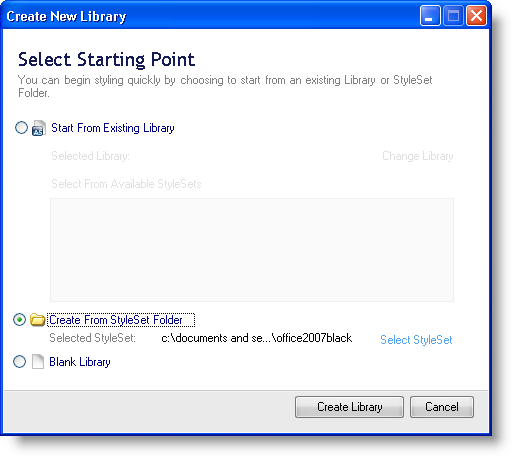 Create New Library
Select Starting Point
You can begin styling quickly by choosing to start from an existing Library or StyleSet
Folder.
Start From Existing Library
Selected Library: Change Library
Select From Available StyleSets
Create From StyleSet Folder
Selected StyleSet: c:\documents and se...\office2007black Select StyleSet
Blank Library
Create Library Cancel